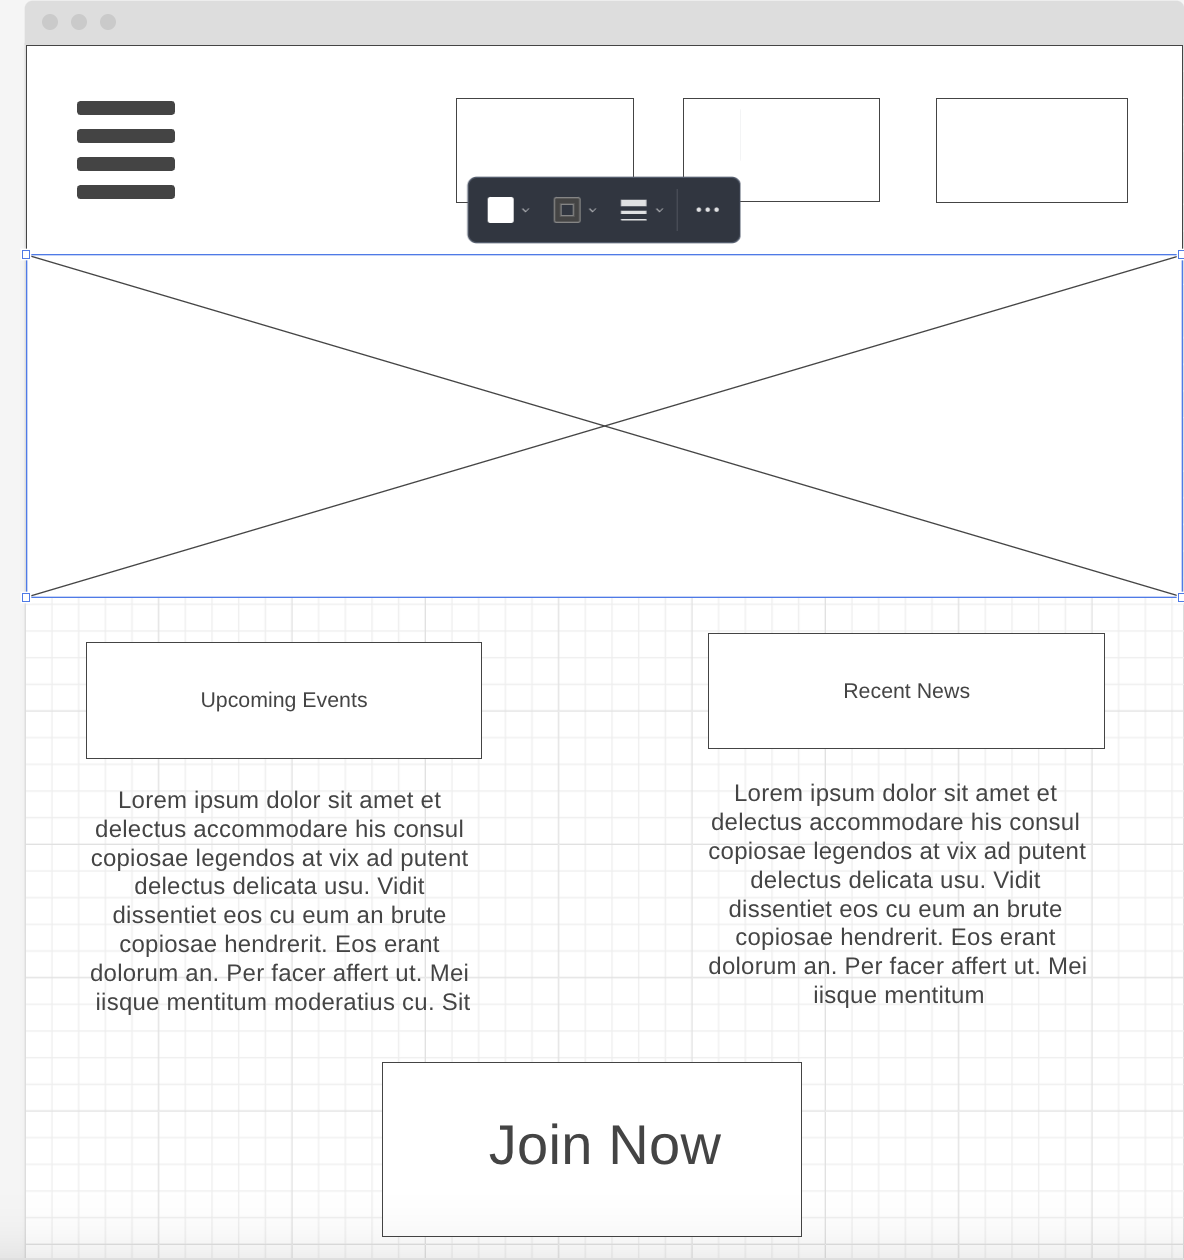 Upcoming Events
Lorem ipsum dolor sit amet et
delectus accommodare his consul
copiosae legendos at vix ad putent
delectus delicata usu. Vidit
dissentiet eos cu eum an brute
copiosae hendrerit. Eos erant
dolorum an. Per facer affert ut. Mei
iisque mentitum moderatius cu. Sit
Recent News
Lorem ipsum dolor sit amet et
delectus accommodare his consul
copiosae legendos at vix ad putent
delectus delicata usu. Vidit
dissentiet eos cu eum an brute
copiosae hendrerit. Eos erant
dolorum an. Per facer affert ut. Mei
iisque mentitum
Join Now